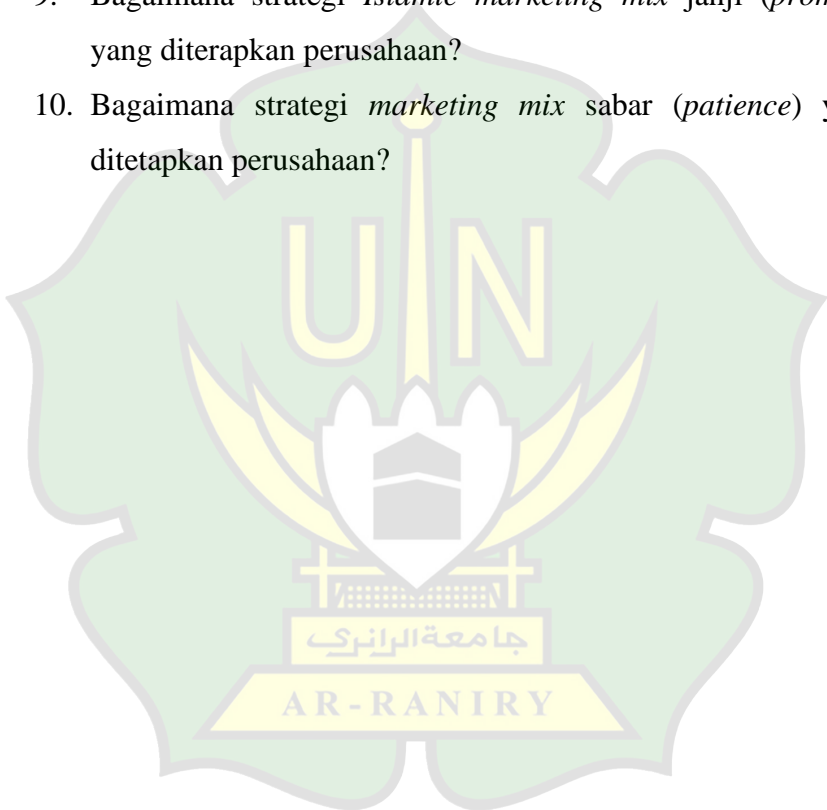 9. Bagaimana strategi Islamic marketing mix janji (prom
yang diterapkan perusahaan?
10. Bagaimana strategi marketing mix sabar (patience) y
ditetapkan perusahaan?
UIN
جامعة الرانري
AR-RANIRY